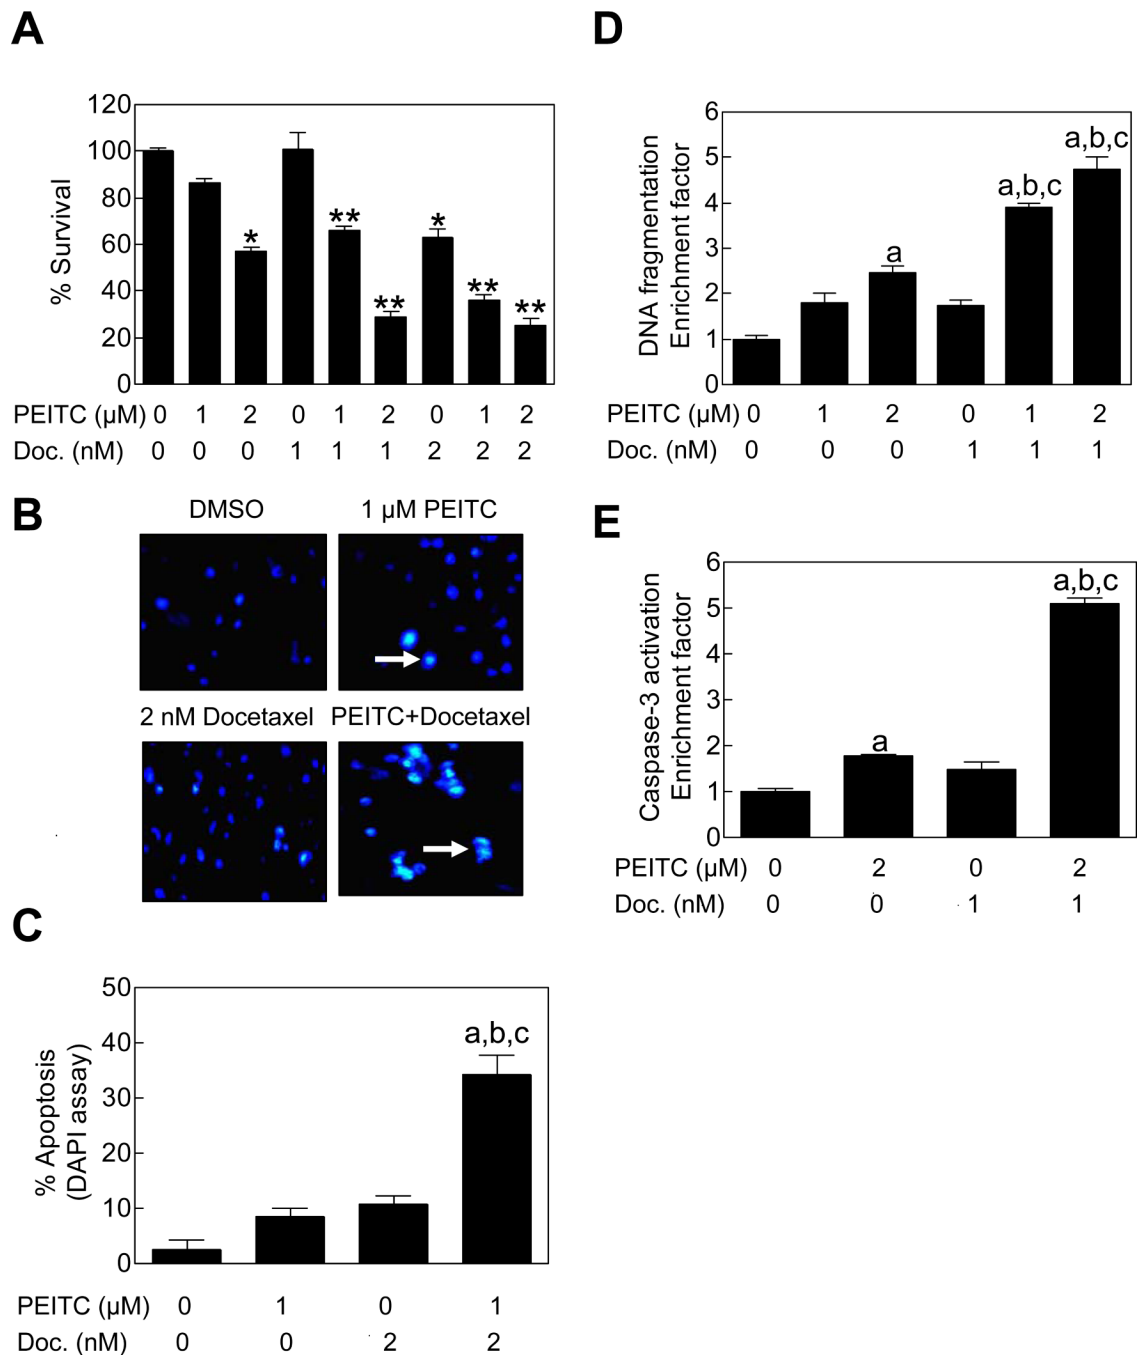 A
% Survival
120
100
80
60
40
20
0
*
**
**
*
**
**
PEITC (µM) 0 1 2 0 1 2 0 1 2
Doc. (nM) 0 0 0 1 1 1 2 2 2
B
DMSO 1 µM PEITC
2 nM Docetaxel PEITC+Docetaxel
C
% Apoptosis
(DAPI assay)
50
40
30
20
10
0
a,b,c
PEITC (µM) 0 1 0 1
Doc. (nM) 0 0 2 2
D
DNA fragmentation
Enrichment factor
6
5
4
3
2
1
0
a
a,b,c
a,b,c
PEITC (µM) 0 1 2 0 1 2
Doc. (nM) 0 0 0 1 1 1
E
Caspase-3 activation
Enrichment factor
6
5
4
3
2
1
0
a
a,b,c
PEITC (µM) 0 2 0 2
Doc. (nM) 0 0 1 1